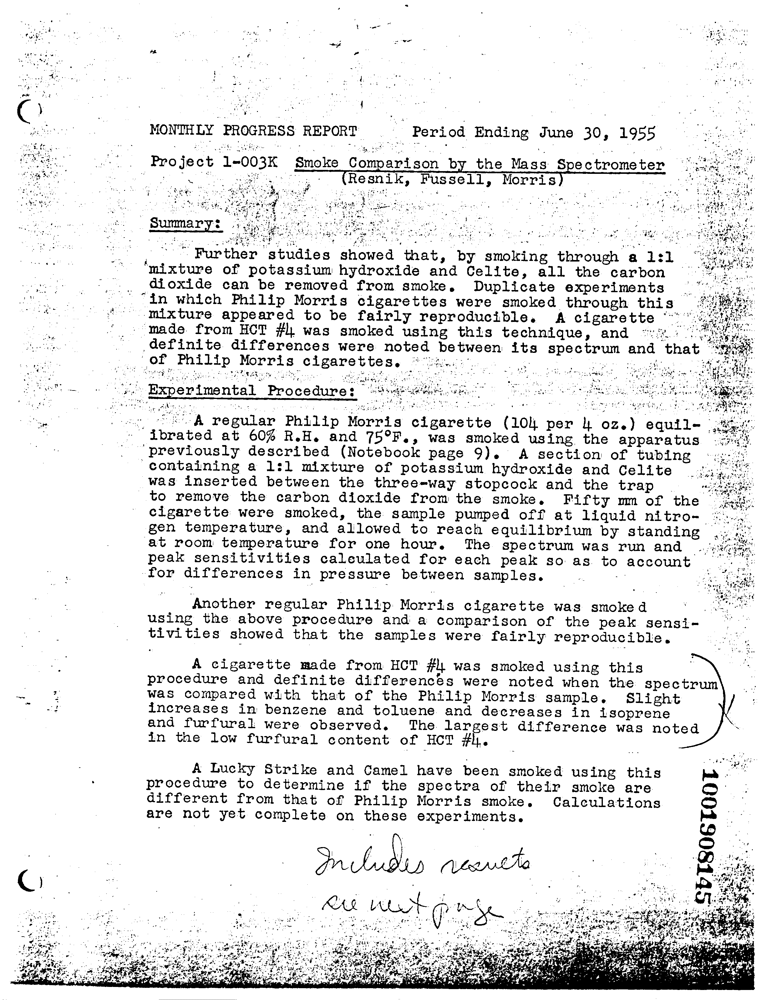 MONTHLY PROGRESS REPORT Period Ending June 30, 1955
Project 1-003K Smoke Comparison by the Mass Spectrometer
(Resnik, Fussell, Morris)
Summary:
Further studies showed that, by smoking through a 1:1
mixture of potassium hydroxide and Celite, all the carbon
dioxide can be removed from smoke. Duplicate experiments
in which Philip Morris cigarettes were smoked through this
mixture appeared to be fairly reproducible. A cigarette
made from HCT #4 was smoked using this technique, and
definite differences were noted between its spectrum and that
of Philip Morris cigarettes.
Experimental Procedure:
A regular Philip Morris cigarette (104 per 4 oz.) equil-
ibrated at 60% R.H. and 75°F., was smoked using the apparatus
previously described (Notebook page 9). A section of tubing
containing a 1:1 mixture of potassium hydroxide and Celite
was inserted between the three-way stopcock and the trap
to remove the carbon dioxide from the smoke. Fifty mm of the
cigarette were smoked, the sample pumped off at liquid nitro-
gen temperature, and allowed to reach equilibrium by standing
at room temperature for one hour. The spectrum was run and
peak sensitivities calculated for each peak so as to account
for differences in pressure between samples.
Another regular Philip Morris cigarette was smoked
using the above procedure and a comparison of the peak sensi-
tivities showed that the samples were fairly reproducible.
A cigarette made from HCT #4 was smoked using this
procedure and definite differences were noted when the spectrum
was compared with that of the Philip Morris sample. Slight
increases in benzene and toluene and decreases in isoprene
and furfural were observed. The largest difference was noted
in the low furfural content of HCT #4.
A Lucky Strike and Camel have been smoked using this
procedure to determine if the spectra of their smoke are
different from that of Philip Morris smoke. Calculations
are not yet complete on these experiments.
Includes results
see next page
1001908145